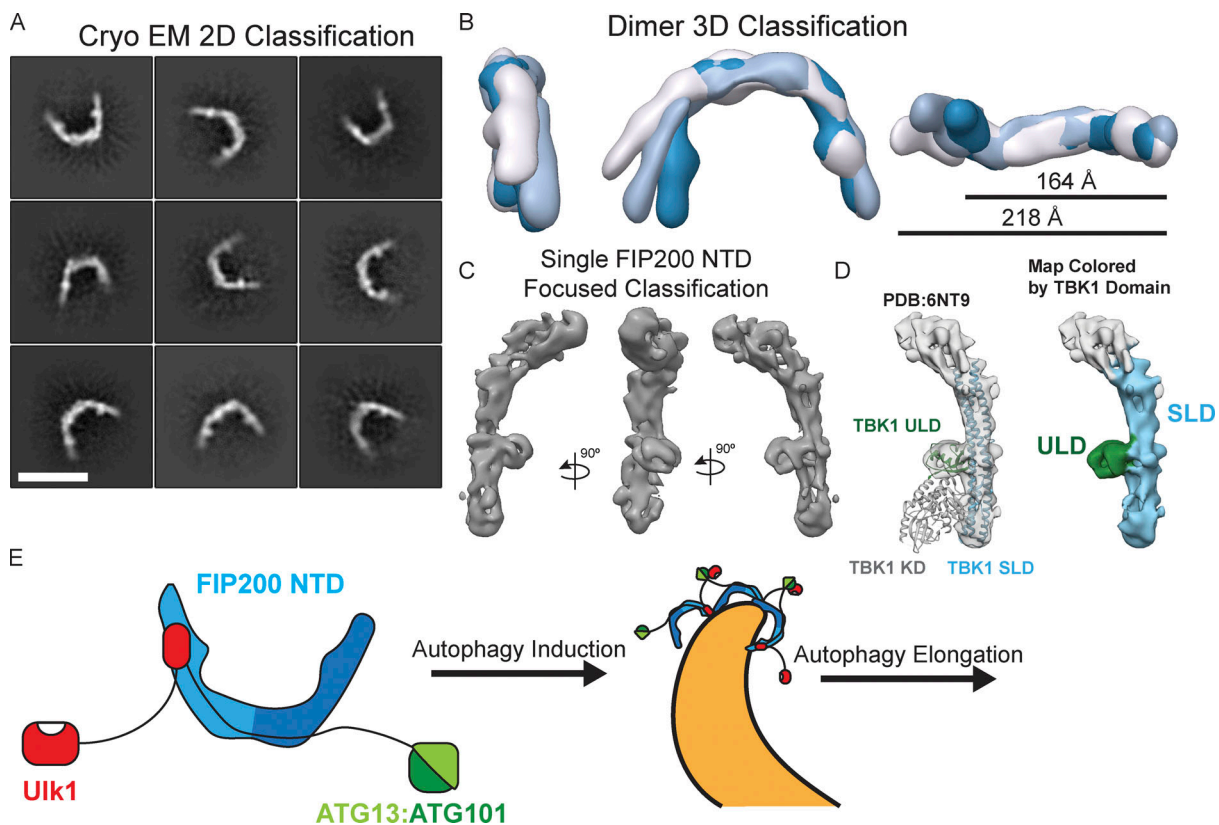 A
Cryo EM 2D Classification
B
Dimer 3D Classification
164 Å
218 Å
C
Single FIP200 NTD
Focused Classification
90º
90º
D
PDB:6NT9
TBK1 ULD
TBK1 KD
TBK1 SLD
Map Colored
by TBK1 Domain
SLD
ULD
E
FIP200 NTD
Ulk1
ATG13:ATG101
Autophagy Induction
Autophagy Elongation